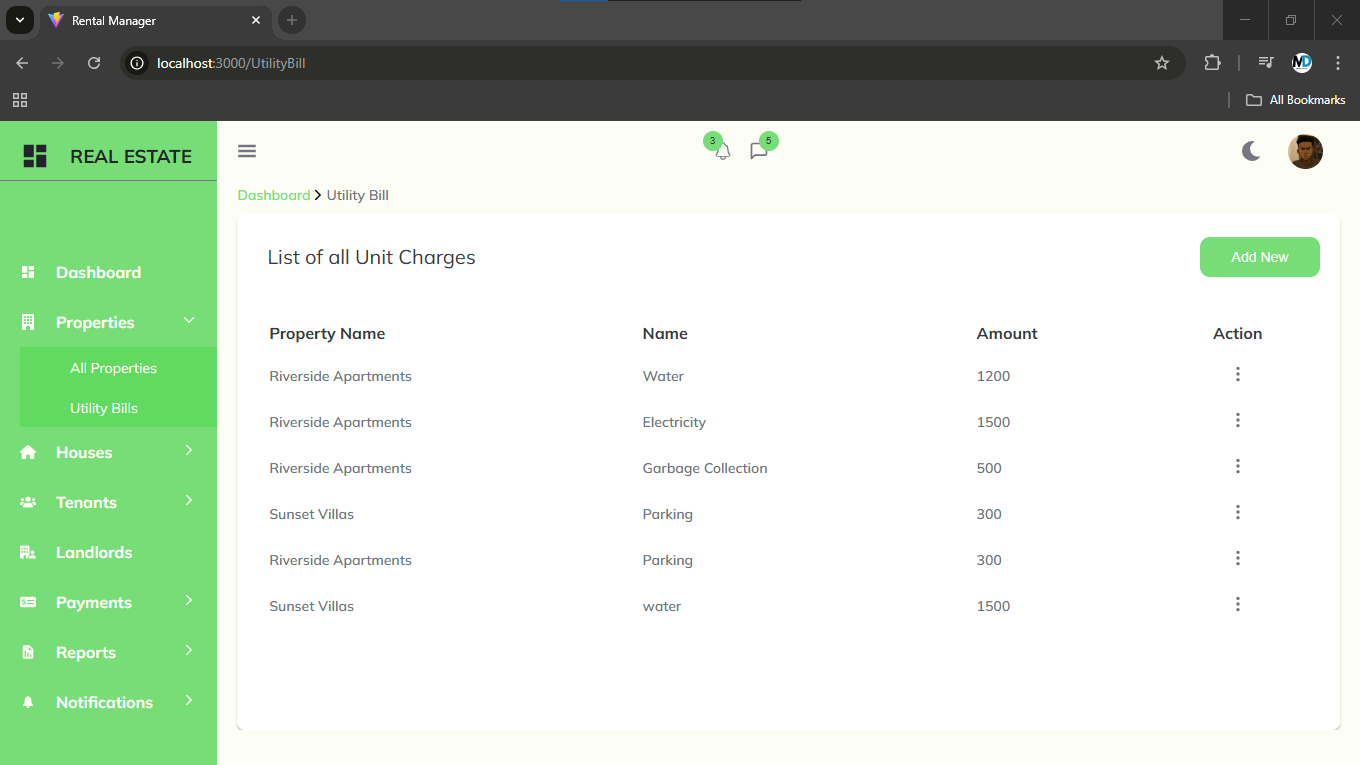 Rental Manager
localhost:3000/UtilityBill
All Bookmarks
REAL ESTATE
3
5
Dashboard
Properties
All Properties
Utility Bills
Houses
Tenants
Landlords
Payments
Reports
Notifications
Dashboard > Utility Bill
List of all Unit Charges
Add New
Property Name Name Amount Action
Riverside Apartments Water 1200
Riverside Apartments Electricity 1500
Riverside Apartments Garbage Collection 500
Sunset Villas Parking 300
Riverside Apartments Parking 300
Sunset Villas water 1500